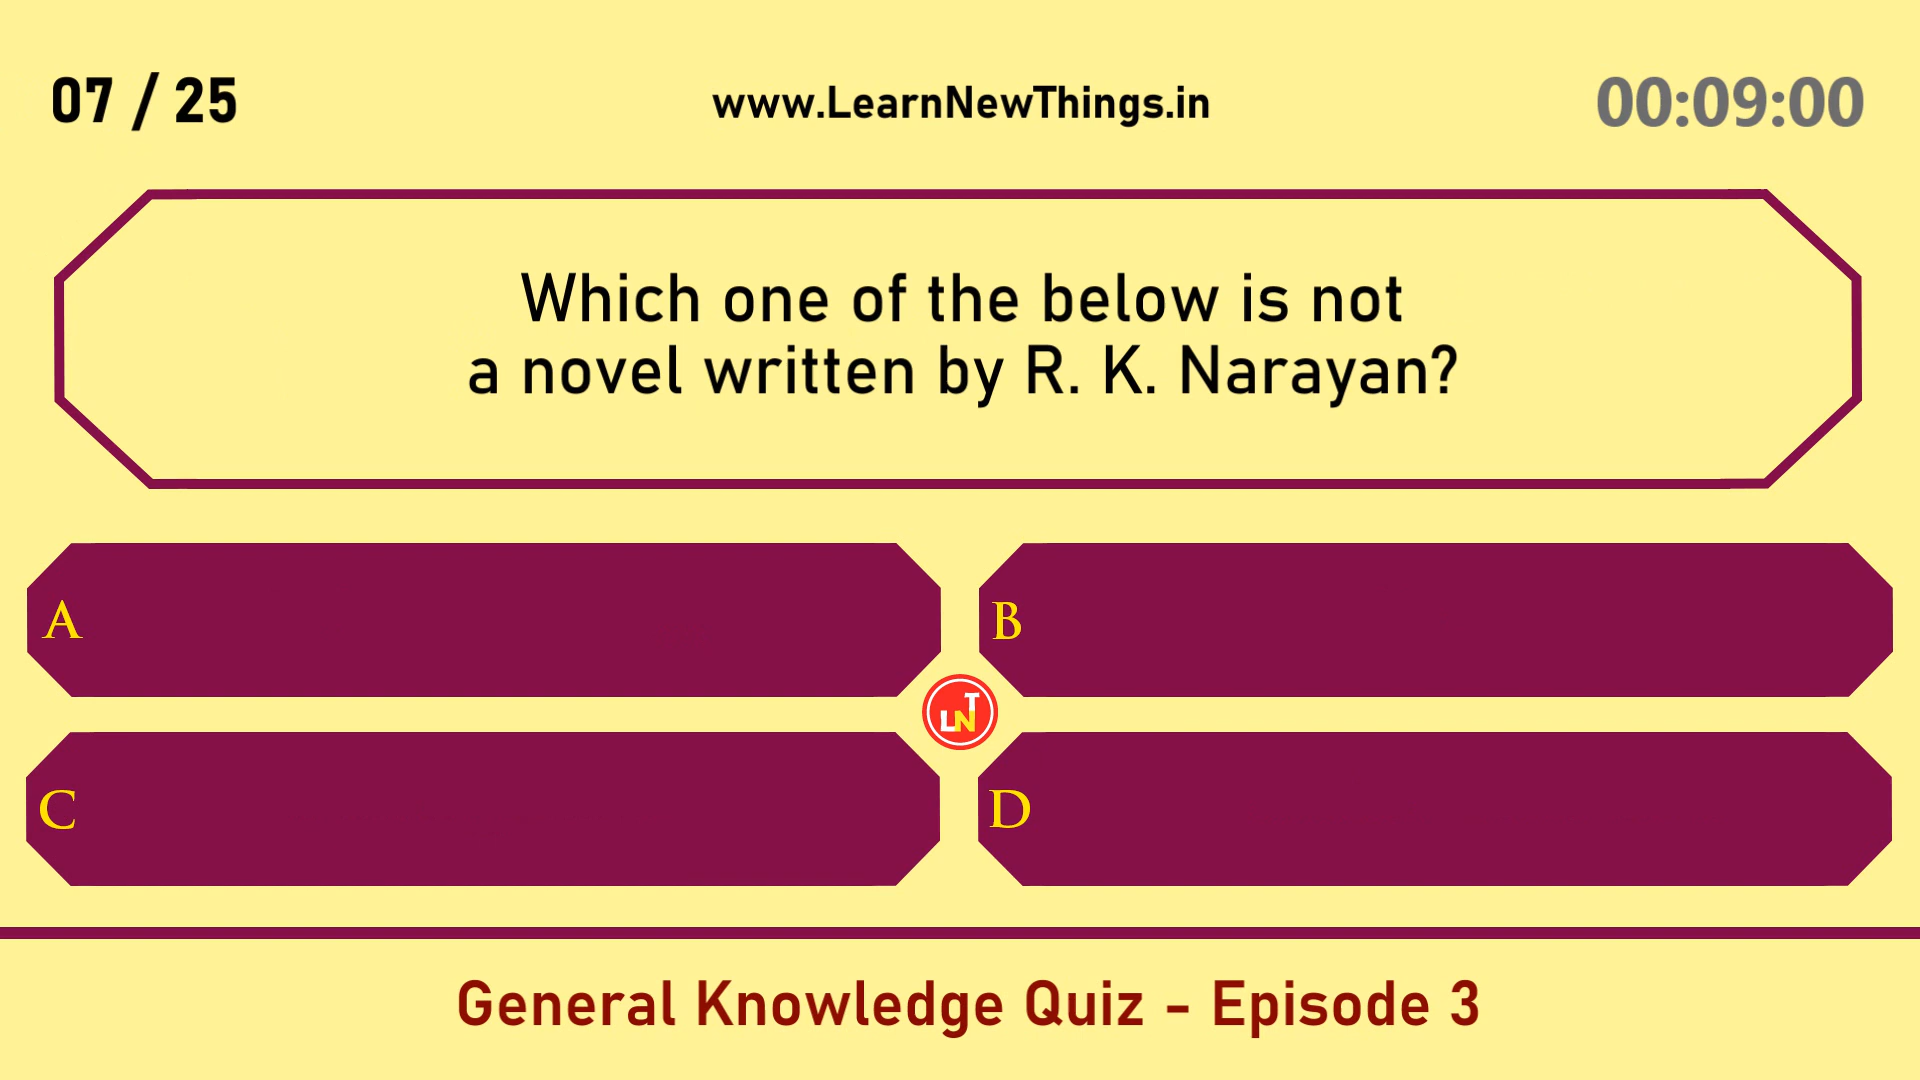 07 / 25
www.LearnNewThings.in
00:09:00
Which one of the below is not
a novel written by R. K. Narayan?
A
B
LNT
C
D
General Knowledge Quiz - Episode 3